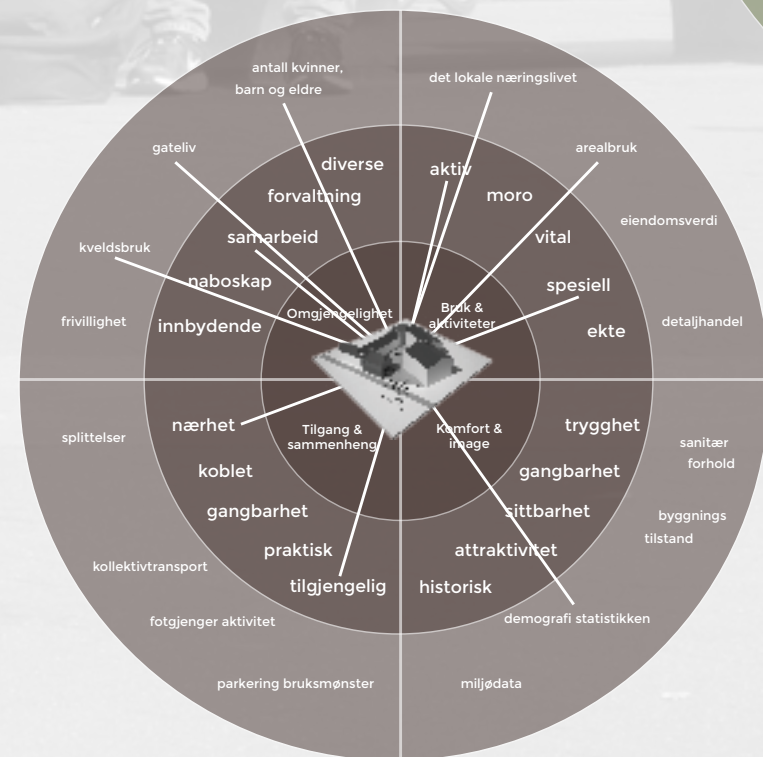 antall kvinner,
barn og eldre
det lokale næringslivet
gateliv
arealbruk
diverse
aktiv
forvaltning
moro
eiendomsverdi
samarbeid
vital
kveldsbruk
naboskap
spesiell
Omgjengelighet
Bruk &
aktiviteter
frivillighet
innbydende
ekte
detaljhandel
nærhet
Tilgang &
sammenheng
Komfort &
image
trygghet
splittelser
sanitær
forhold
koblet
gangbarhet
gangbarhet
sittbarhet
byggnings
tilstand
praktisk
attraktivitet
kollektivtransport
tilgjengelig
historisk
fotgjenger aktivitet
demografi statistikken
parkering bruksmønster
miljødata